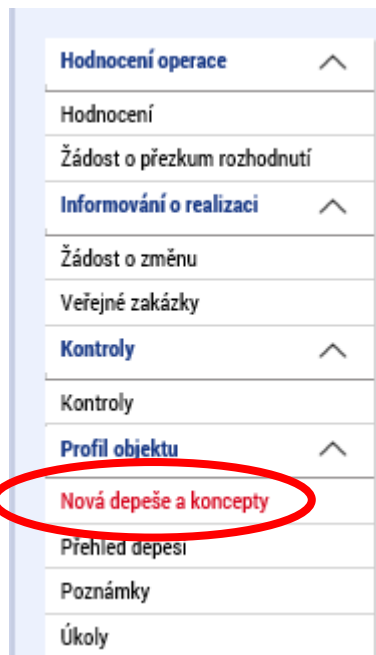 Hodnocení operace
Hodnocení
Žádost o přezkum rozhodnutí
Informování o realizaci
Žádost o změnu
Veřejné zakázky
Kontroly
Kontroly
Profil objektu
Nová depeše a koncepty
Přehled depeší
Poznámky
Úkoly